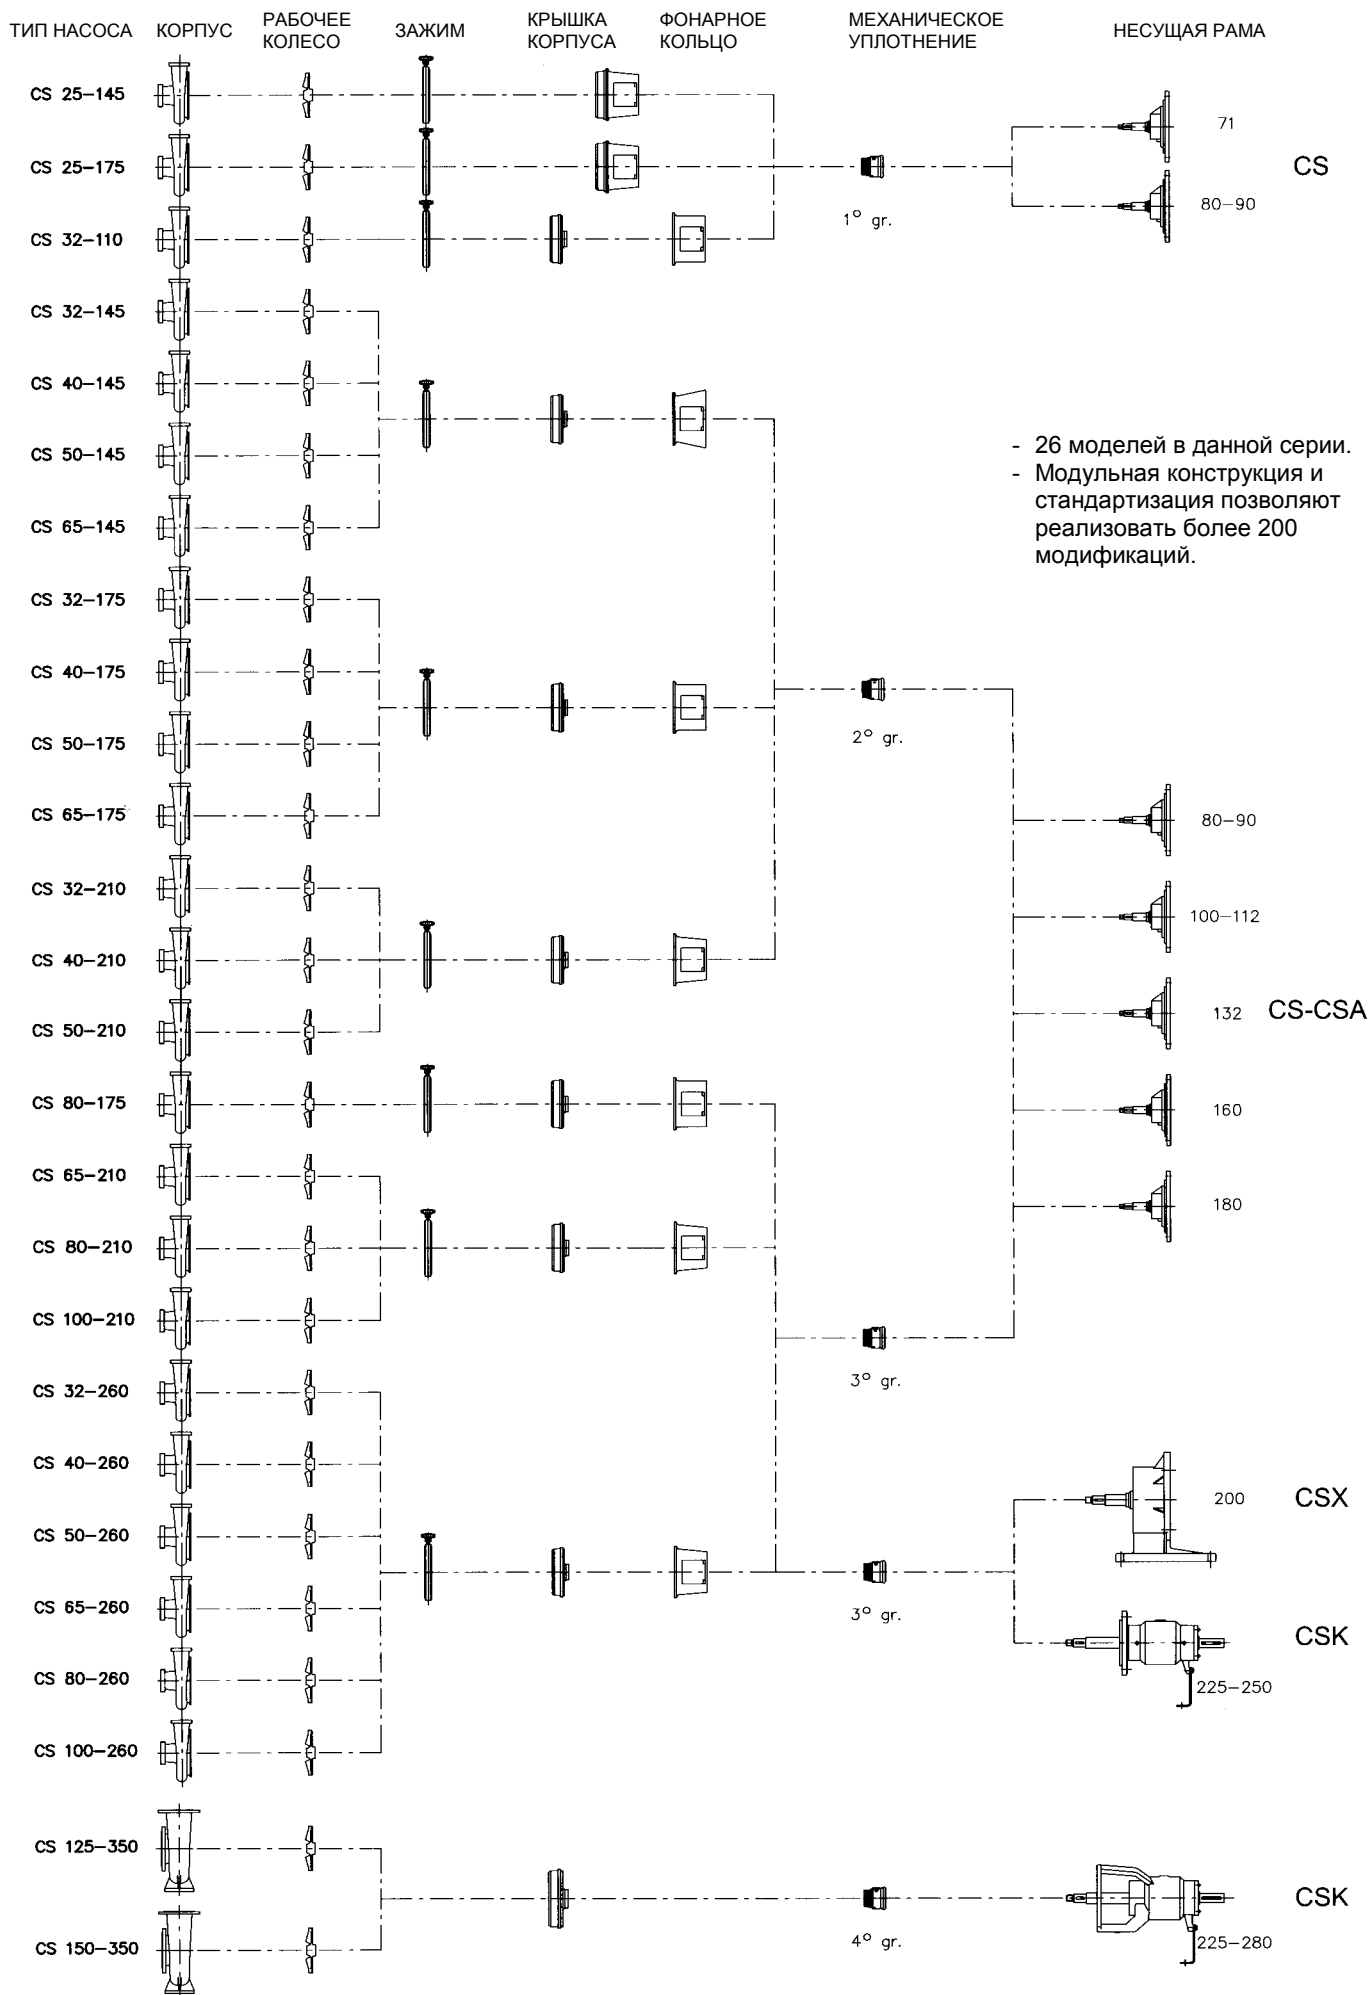 ТИП НАСОСА
КОРПУС
РАБОЧЕЕ
КОЛЕСО
ЗАЖИМ
КРЫШКА
КОРПУСА
ФОНАРНОЕ
КОЛЬЦО
МЕХАНИЧЕСКОЕ
УПЛОТНЕНИЕ
НЕСУЩАЯ РАМА
CS 25-145
71
CS 25-175
CS
1° gr.
80-90
CS 32-110
CS 32-145
CS 40-145
CS 50-145
- 26 моделей в данной серии.
- Модульная конструкция и
стандартизация позволяют
реализовать более 200
модификаций.
CS 65-145
CS 32-175
CS 40-175
CS 50-175
2° gr.
CS 65-175
80-90
CS 32-210
100-112
CS 40-210
132
CS-CSA
CS 50-210
CS 80-175
160
CS 65-210
180
CS 80-210
CS 100-210
3° gr.
CS 32-260
CS 40-260
200
CSX
CS 50-260
CS 65-260
3° gr.
CSK
CS 80-260
225-250
CS 100-260
CS 125-350
CSK
CS 150-350
4° gr.
225-280